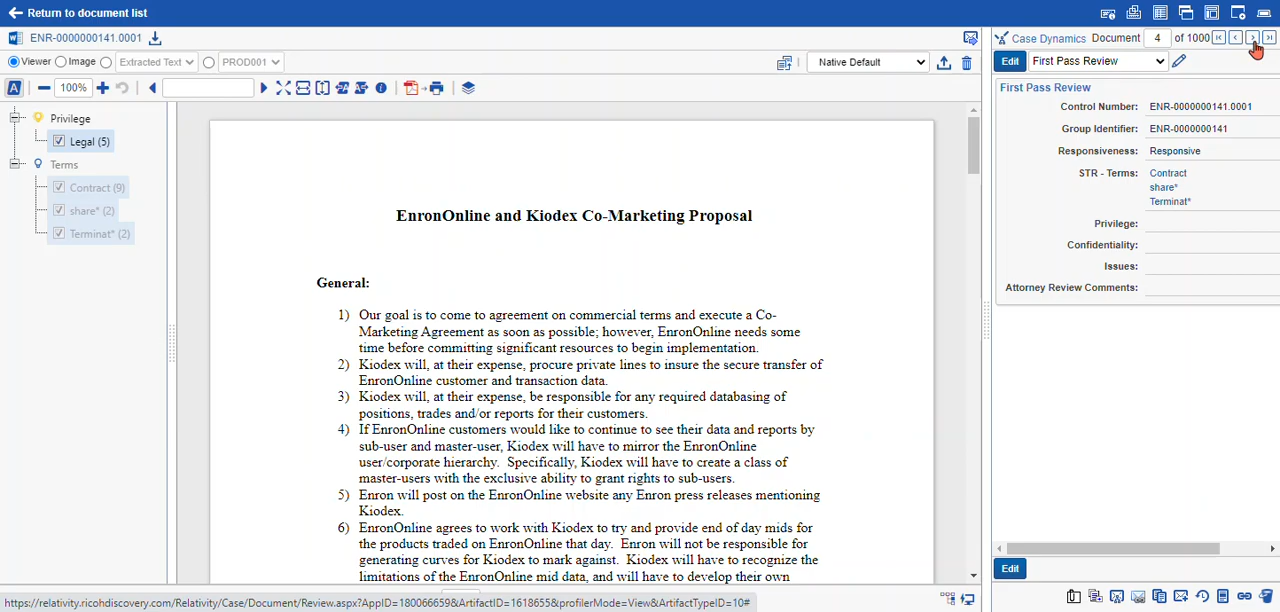 Return to document list
ENR-0000000141.0001
Case Dynamics Document 4 of 1000
Viewer Image Extracted Text PROD001 Native Default
Edit First Pass Review
A 100%
Privilege
Legal (5)
Terms
Contract (9)
share* (2)
Terminat* (2)
EnronOnline and Kiodex Co-Marketing Proposal
General:
1) Our goal is to come to agreement on commercial terms and execute a Co-
Marketing Agreement as soon as possible; however, EnronOnline needs some
time before committing significant resources to begin implementation.
2) Kiodex will, at their expense, procure private lines to insure the secure transfer of
EnronOnline customer and transaction data.
3) Kiodex will, at their expense, be responsible for any required databasing of
positions, trades and/or reports for their customers.
4) If EnronOnline customers would like to continue to see their data and reports by
sub-user and master-user, Kiodex will have to mirror the EnronOnline
user/corporate hierarchy. Specifically, Kiodex will have to create a class of
master-users with the exclusive ability to grant rights to sub-users.
5) Enron will post on the EnronOnline website any Enron press releases mentioning
Kiodex.
6) EnronOnline agrees to work with Kiodex to try and provide end of day mids for
the products traded on EnronOnline that day. Enron will not be responsible for
generating curves for Kiodex to mark against. Kiodex will have to recognize the
limitations of the EnronOnline mid data, and will have to develop their own
First Pass Review
Control Number: ENR-0000000141.0001
Group Identifier: ENR-0000000141
Responsiveness: Responsive
STR - Terms: Contract
share*
Terminat*
Privilege:
Confidentiality:
Issues:
Attorney Review Comments:
Edit
https://relativity.ricohdiscovery.com/Relativity/Case/Document/Review.aspx?AppID=180066659&ArtifactID=1618655&profilerMode=View&ArtifactTypeID=10#